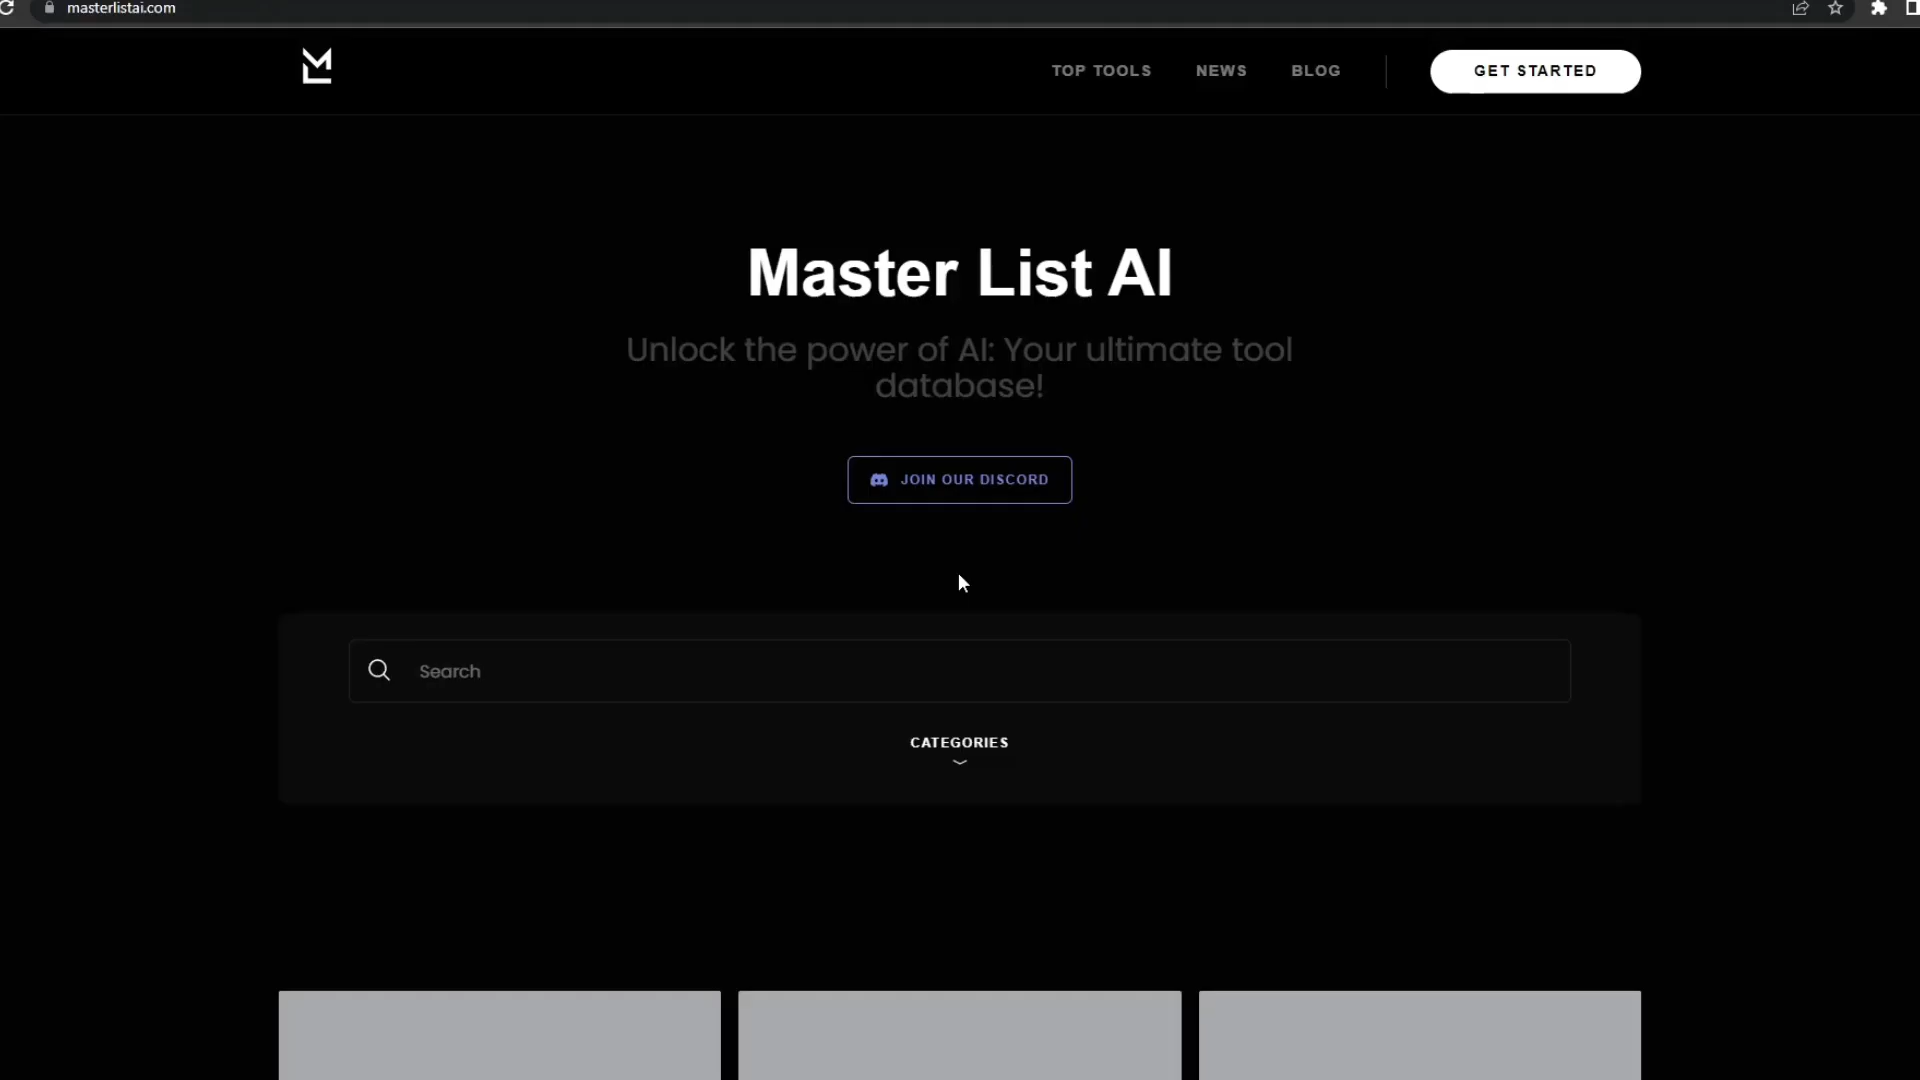 masterlistai.com
TOP TOOLS NEWS BLOG GET STARTED
Master List AI
Unlock the power of AI: Your ultimate tool
database!
JOIN OUR DISCORD
Search
CATEGORIES